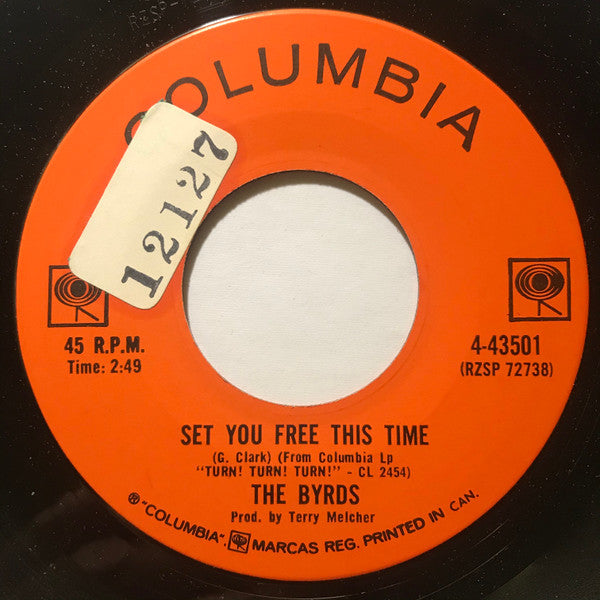 COLUMBIA
12127
45 R.P.M.
Time: 2:49
4-43501
(RZSP 72738)
SET YOU FREE THIS TIME
(G. Clark) (From Columbia Lp
"TURN! TURN! TURN!" - CL 2454)
THE BYRDS
Prod. by Terry Melcher
® "COLUMBIA", MARCAS REG. PRINTED IN CAN.